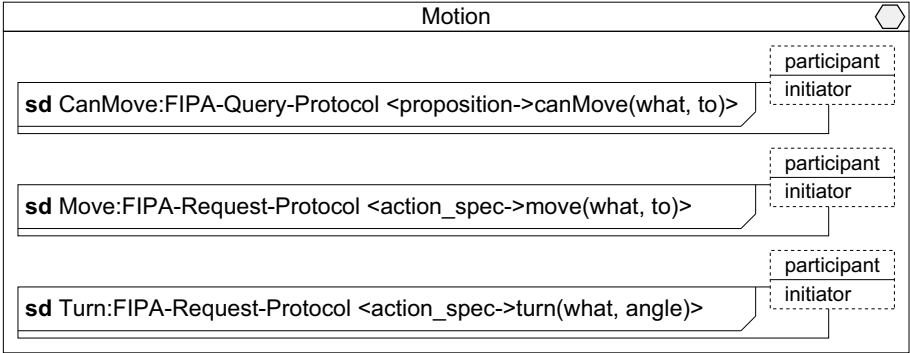 Motion
participant
initiator
sd CanMove:FIPA-Query-Protocol <proposition->canMove(what, to)>
participant
initiator
sd Move:FIPA-Request-Protocol <action_spec->move(what, to)>
participant
initiator
sd Turn:FIPA-Request-Protocol <action_spec->turn(what, angle)>